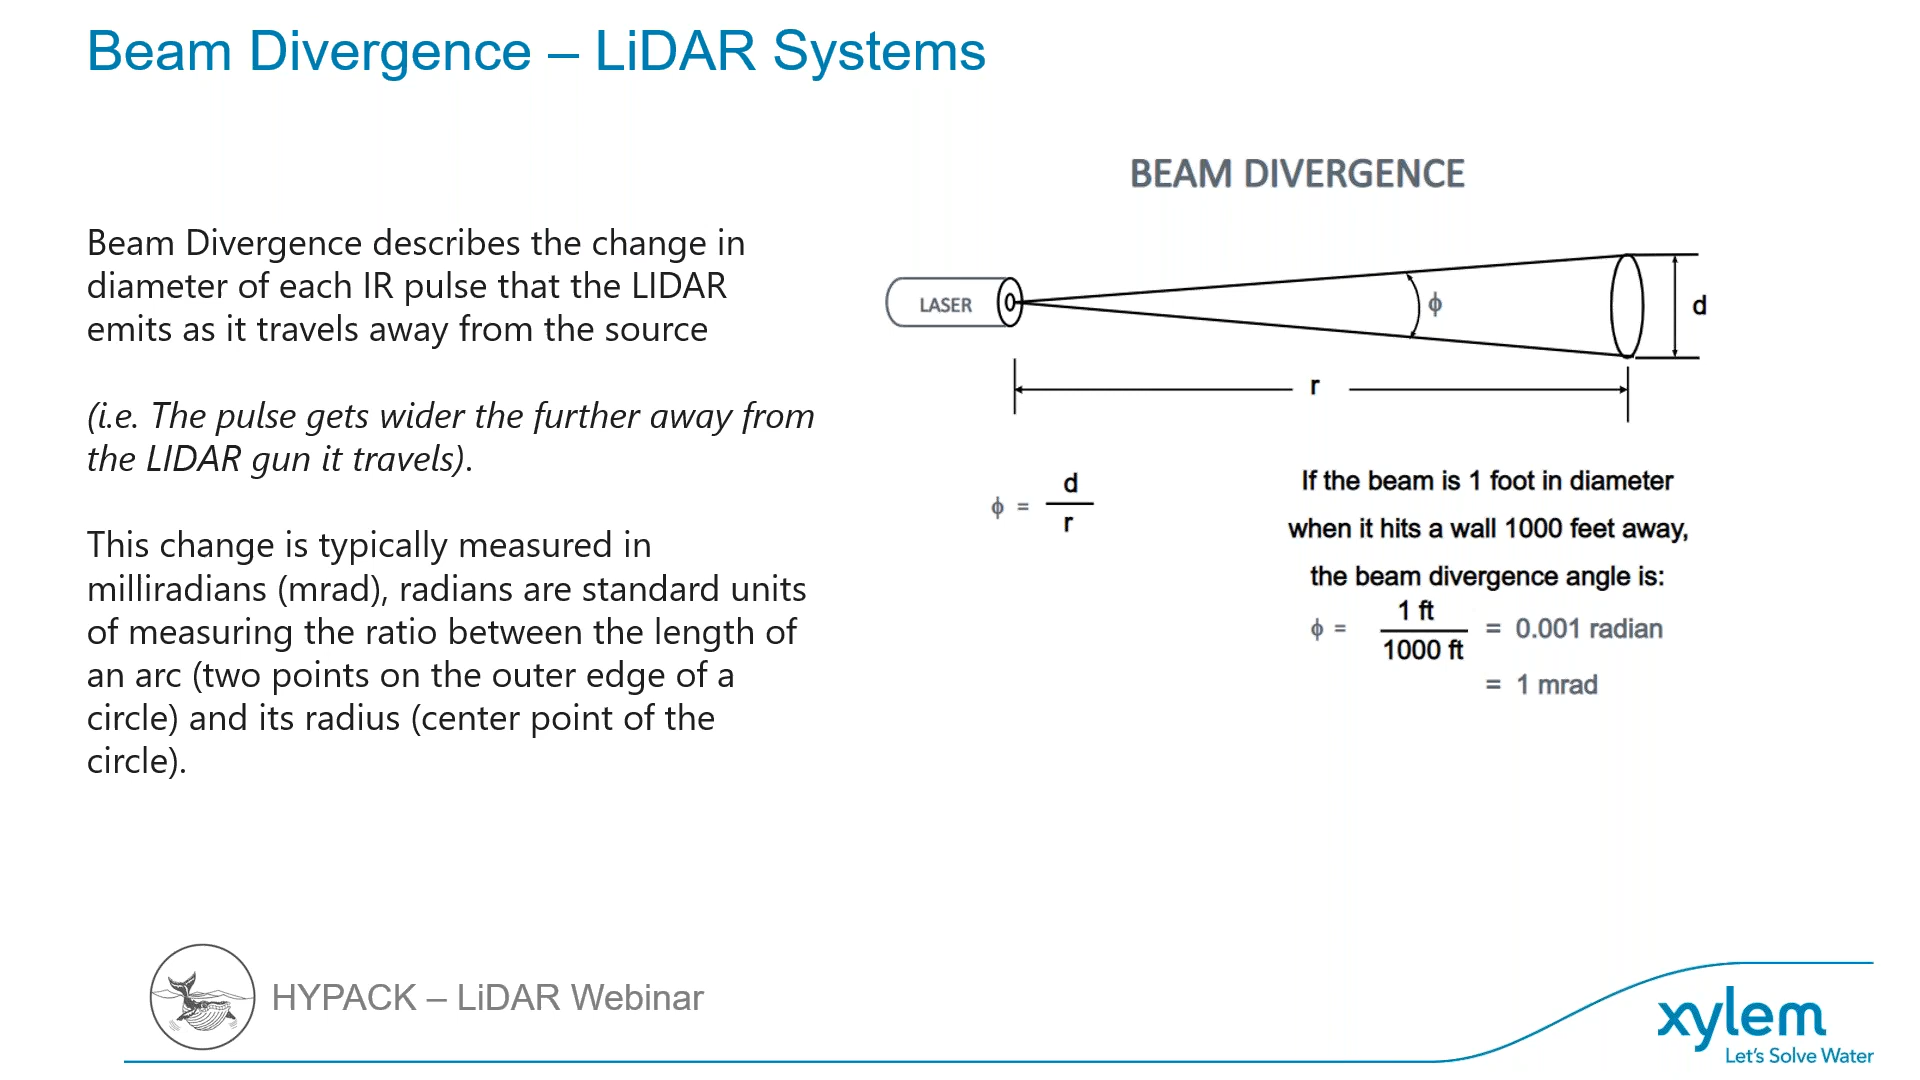 Beam Divergence – LiDAR Systems
Beam Divergence describes the change in
diameter of each IR pulse that the LIDAR
emits as it travels away from the source
(i.e. The pulse gets wider the further away from
the LIDAR gun it travels).
This change is typically measured in
milliradians (mrad), radians are standard units
of measuring the ratio between the length of
an arc (two points on the outer edge of a
circle) and its radius (center point of the
circle).
BEAM DIVERGENCE
LASER
ϕ
d
r
ϕ = d / r
If the beam is 1 foot in diameter
when it hits a wall 1000 feet away,
the beam divergence angle is:
ϕ = 1 ft / 1000 ft = 0.001 radian
= 1 mrad
HYPACK – LiDAR Webinar
xylem
Let's Solve Water